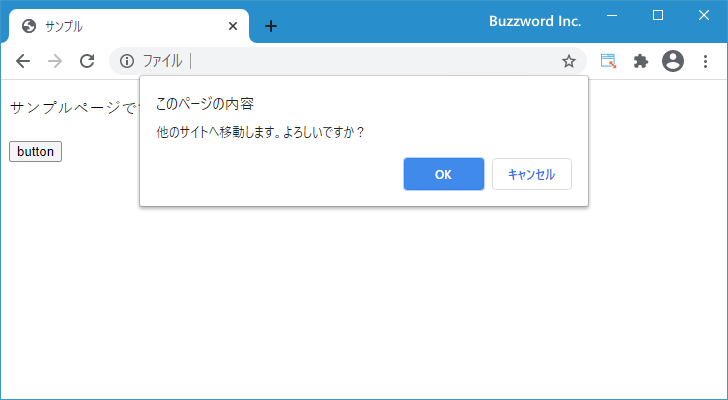 サンプル
Buzzword Inc.
ファイル
このページの内容
サンプルページで
他のサイトへ移動します。よろしいですか？
OK
キャンセル
button